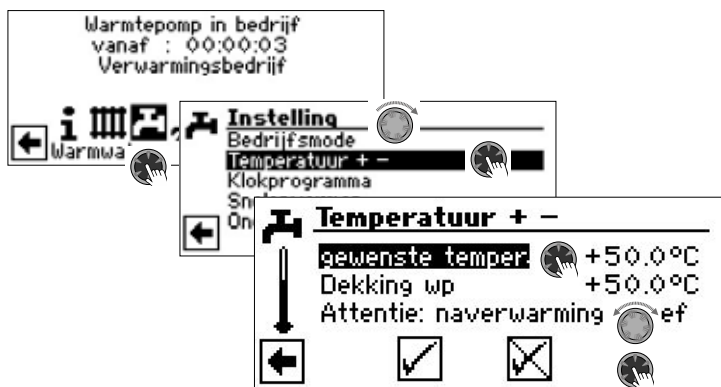 Warmtepomp in bedrijf
vanaf : 00:00:03
Verwarmingsbedrijf
Instelling
Bedrijfsmode
Temperatuur + −
Klokprogramma
Temperatuur + −
gewenste temper. +50.0°C
Dekking wp +50.0°C
Attentie: naverwarming